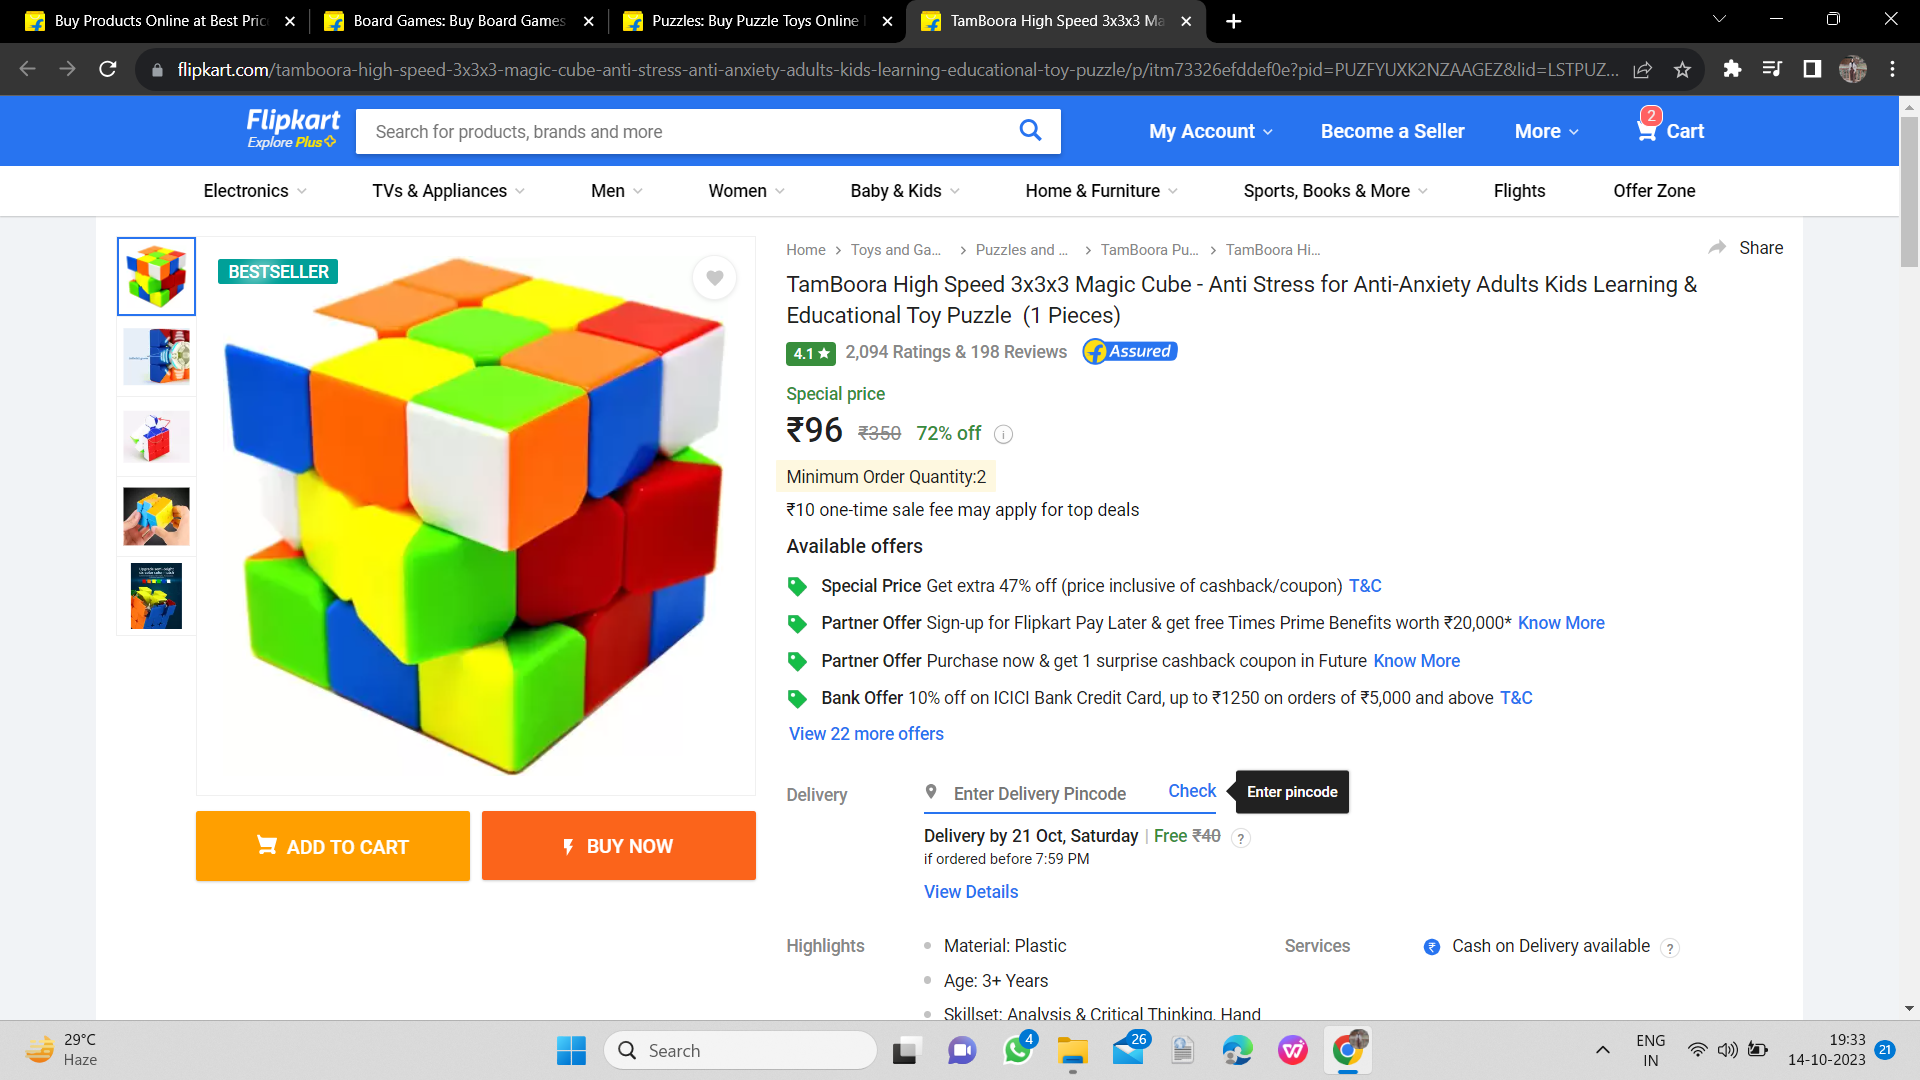 Buy Products Online at Best Pric
Board Games: Buy Board Games
Puzzles: Buy Puzzle Toys Online
TamBoora High Speed 3x3x3 Ma
flipkart.com/tamboora-high-speed-3x3x3-magic-cube-anti-stress-anti-anxiety-adults-kids-learning-educational-toy-puzzle/p/itm73326efddef0e?pid=PUZFYUXK2NZAAGEZ&lid=LSTPUZ...
Flipkart
Explore Plus
Search for products, brands and more
My Account
Become a Seller
More
2
Cart
Electronics
TVs & Appliances
Men
Women
Baby & Kids
Home & Furniture
Sports, Books & More
Flights
Offer Zone
BESTSELLER
Home
Toys and Ga...
Puzzles and ...
TamBoora Pu...
TamBoora Hi...
Share
TamBoora High Speed 3x3x3 Magic Cube - Anti Stress for Anti-Anxiety Adults Kids Learning &
Educational Toy Puzzle (1 Pieces)
4.1★ 2,094 Ratings & 198 Reviews Assured
Special price
₹96 ₹350 72% off
Minimum Order Quantity:2
₹10 one-time sale fee may apply for top deals
Available offers
Special Price Get extra 47% off (price inclusive of cashback/coupon) T&C
Partner Offer Sign-up for Flipkart Pay Later & get free Times Prime Benefits worth ₹20,000* Know More
Partner Offer Purchase now & get 1 surprise cashback coupon in Future Know More
Bank Offer 10% off on ICICI Bank Credit Card, up to ₹1250 on orders of ₹5,000 and above T&C
View 22 more offers
Delivery
Enter Delivery Pincode
Check
Enter pincode
Delivery by 21 Oct, Saturday | Free ₹40 ?
if ordered before 7:59 PM
View Details
ADD TO CART
BUY NOW
Highlights
Material: Plastic
Age: 3+ Years
Skillset: Analysis & Critical Thinking, Hand
Services
₹ Cash on Delivery available ?
29°C
Haze
Search
4
26
ENG
IN
19:33
14-10-2023
21